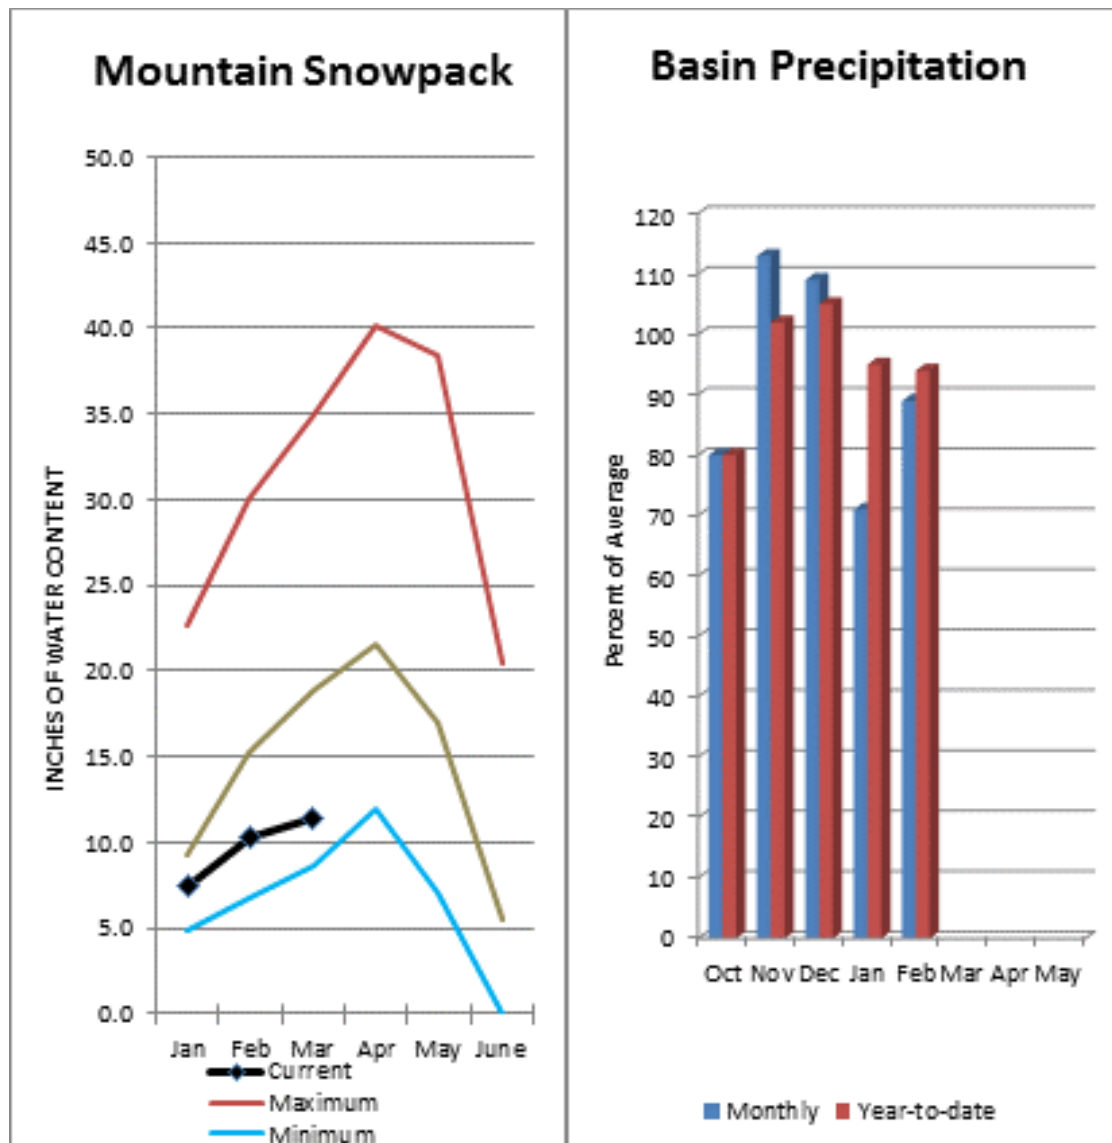 Mountain Snowpack
50.0
45.0
40.0
35.0
30.0
25.0
20.0
15.0
10.0
5.0
0.0
INCHES OF WATER CONTENT
Jan Feb Mar Apr May June
Current
Maximum
Minimum
Basin Precipitation
120
110
100
90
80
70
60
50
40
30
20
10
0
Percent of Average
Oct Nov Dec Jan Feb Mar Apr May
Monthly Year-to-date